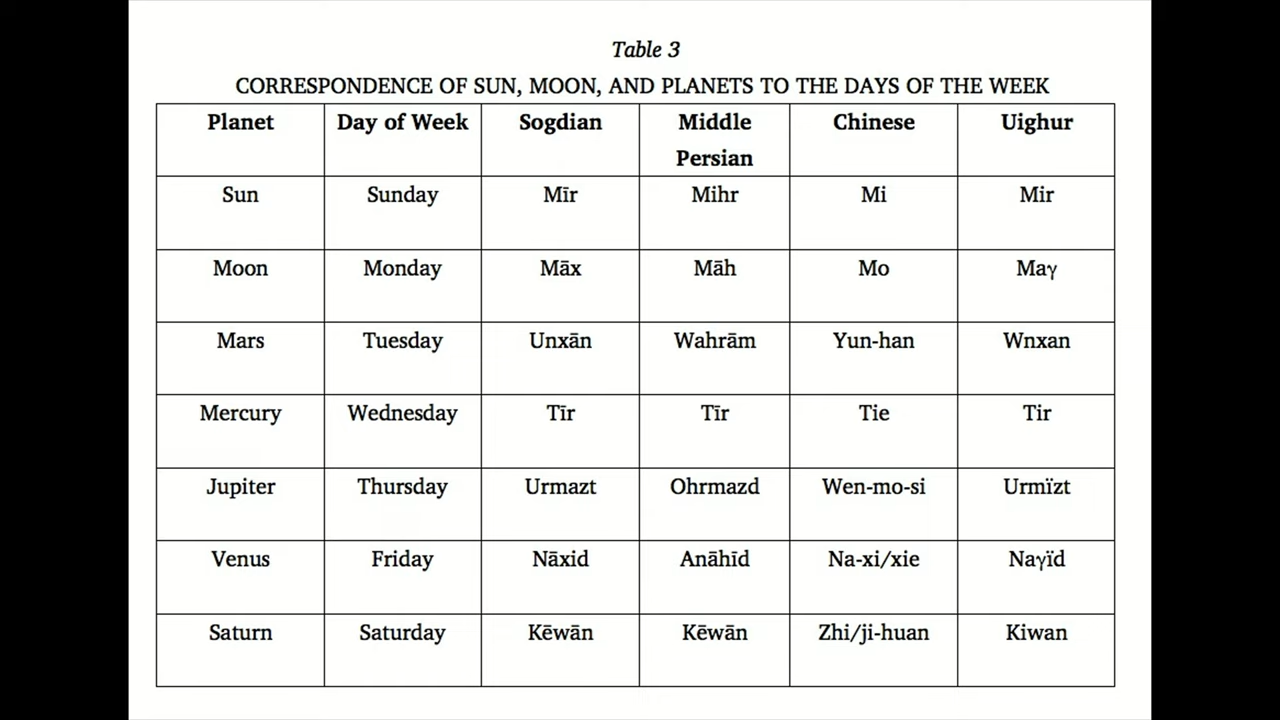 Table 3
CORRESPONDENCE OF SUN, MOON, AND PLANETS TO THE DAYS OF THE WEEK
Planet Day of Week Sogdian Middle Persian Chinese Uighur
Sun Sunday Mīr Mihr Mi Mir
Moon Monday Māx Māh Mo Maγ
Mars Tuesday Unxān Wahrām Yun-han Wnxan
Mercury Wednesday Tīr Tīr Tie Tir
Jupiter Thursday Urmazt Ohrmazd Wen-mo-si Urmïzt
Venus Friday Nāxid Anāhīd Na-xi/xie Naγïd
Saturn Saturday Kēwān Kēwān Zhi/ji-huan Kiwan